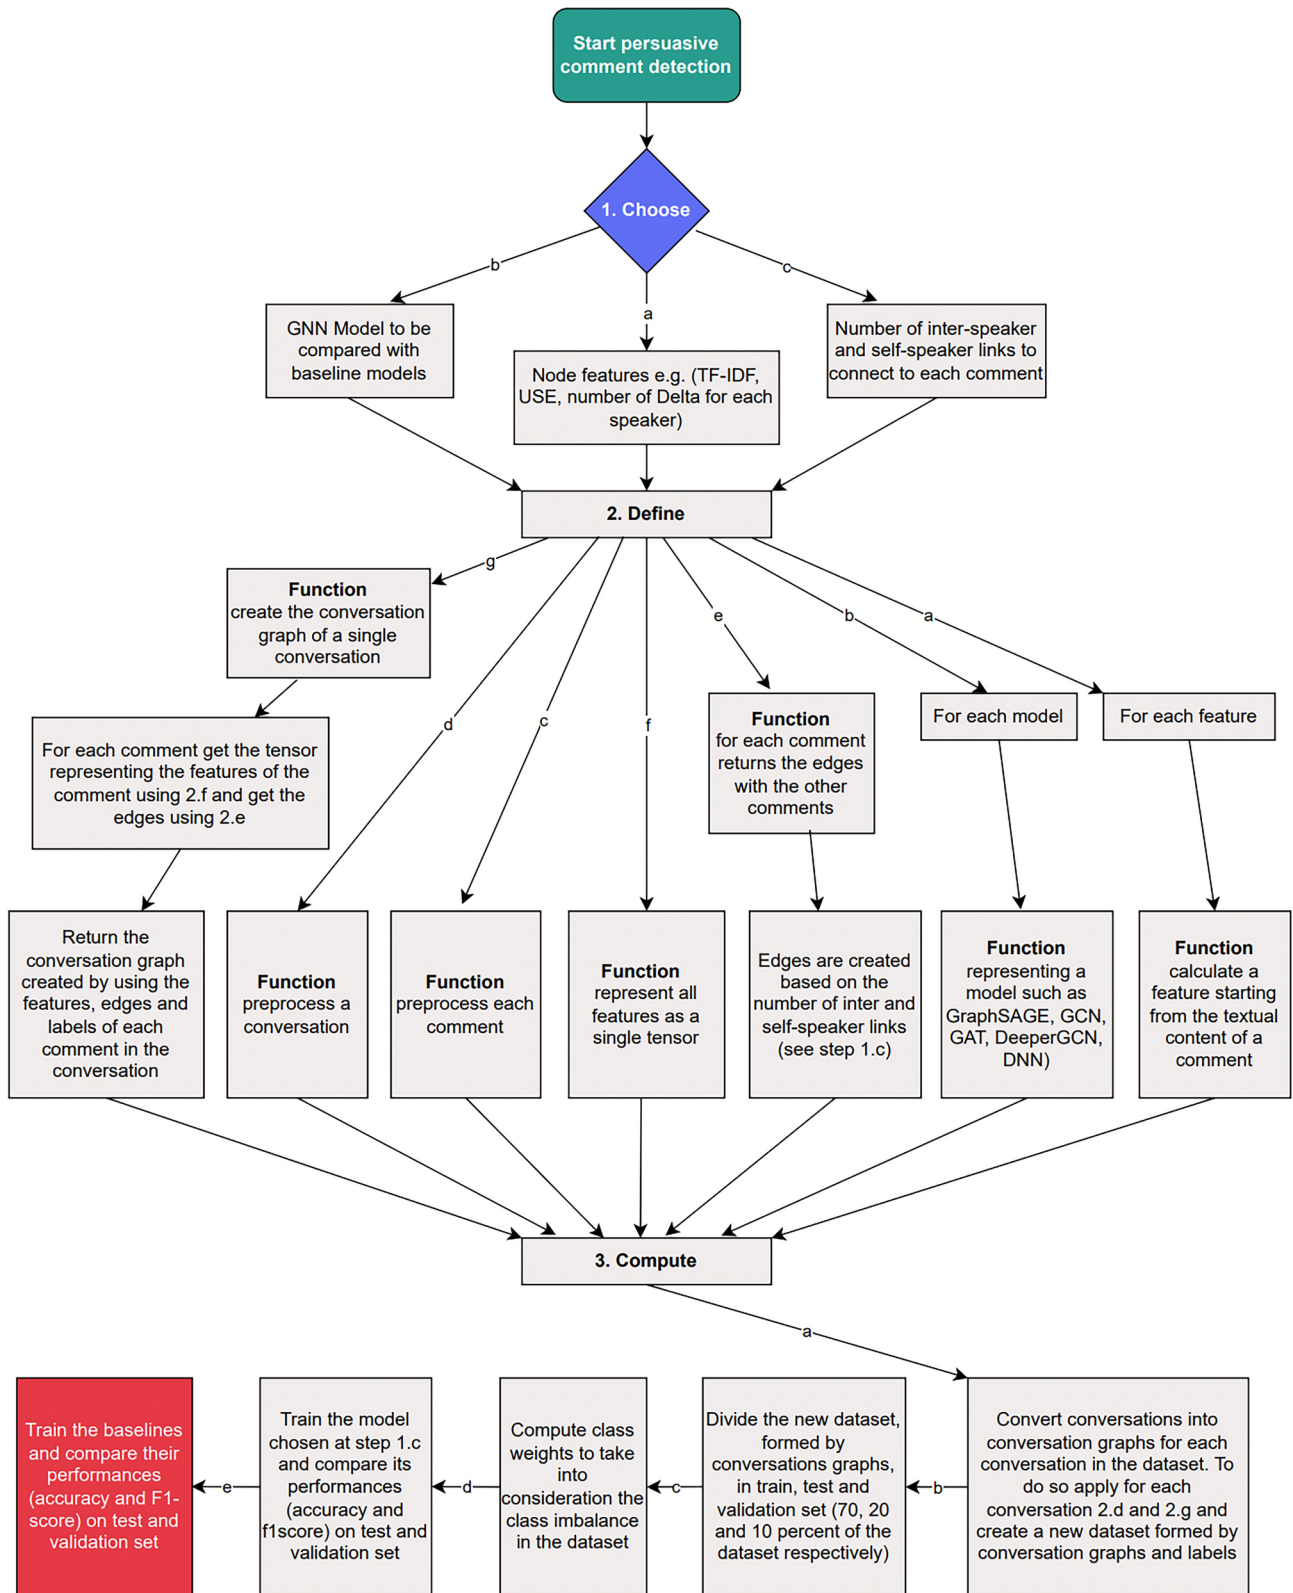 Start persuasive
comment detection
1. Choose
b
c
a
GNN Model to be
compared with
baseline models
Node features e.g. (TF-IDF,
USE, number of Delta for each
speaker)
Number of inter-speaker
and self-speaker links to
connect to each comment
2. Define
g
d
c
f
e
b
a
Function
create the conversation
graph of a single
conversation
For each comment get the tensor
representing the features of the
comment using 2.f and get the
edges using 2.e
Function
for each comment
returns the edges
with the other
comments
For each model
For each feature
Return the
conversation graph
created by using the
features, edges and
labels of each
comment in the
conversation
Function
preprocess a
conversation
Function
preprocess each
comment
Function
represent all
features as a
single tensor
Edges are created
based on the
number of inter and
self-speaker links
(see step 1.c)
Function
representing a
model such as
GraphSAGE, GCN,
GAT, DeeperGCN,
DNN)
Function
calculate a
feature starting
from the textual
content of a
comment
3. Compute
a
Convert conversations into
conversation graphs for each
conversation in the dataset. To
do so apply for each
conversation 2.d and 2.g and
create a new dataset formed by
conversation graphs and labels
b
Divide the new dataset,
formed by
conversations graphs,
in train, test and
validation set (70, 20
and 10 percent of the
dataset respectively)
c
Compute class
weights to take
into
consideration the
class imbalance
in the dataset
d
Train the model
chosen at step 1.c
and compare its
performances
(accuracy and
f1score) on test and
validation set
e
Train the baselines
and compare their
performances
(accuracy and F1-
score) on test and
validation set